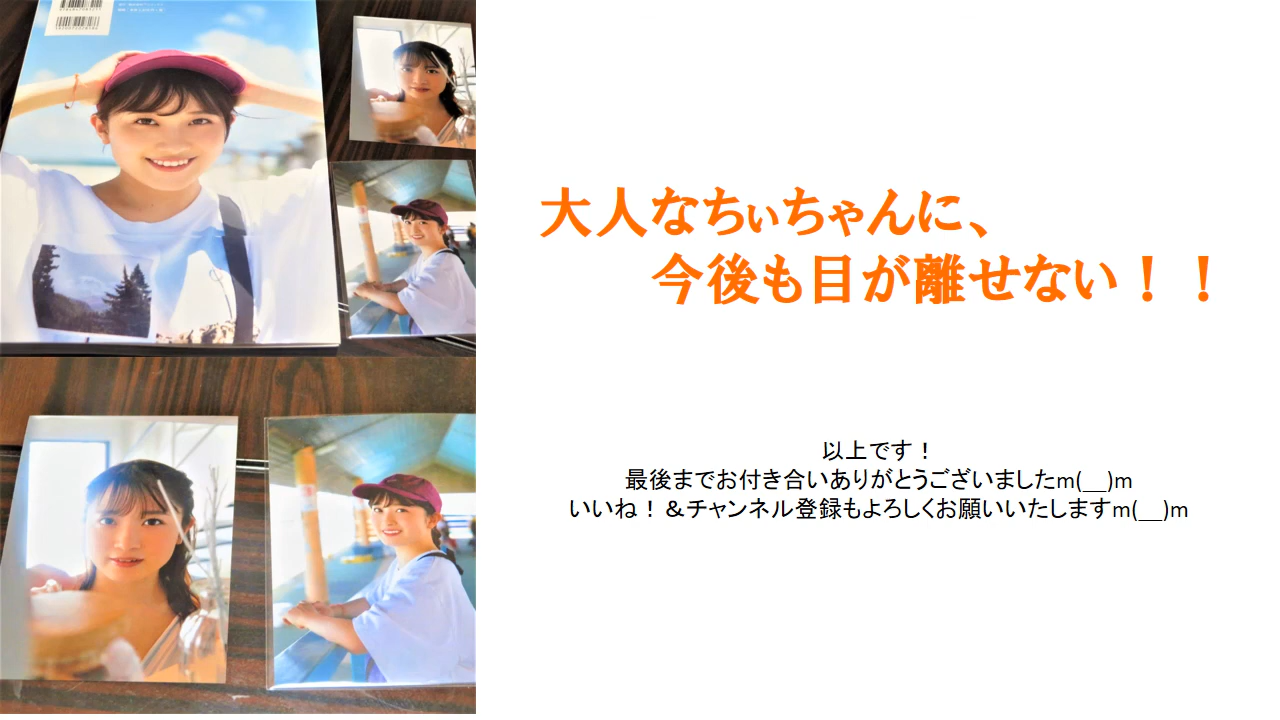 大人なちぃちゃんに、
今後も目が離せない！！
以上です！
最後までお付き合いありがとうございましたm(__)m
いいね！＆チャンネル登録もよろしくお願いいたしますm(__)m